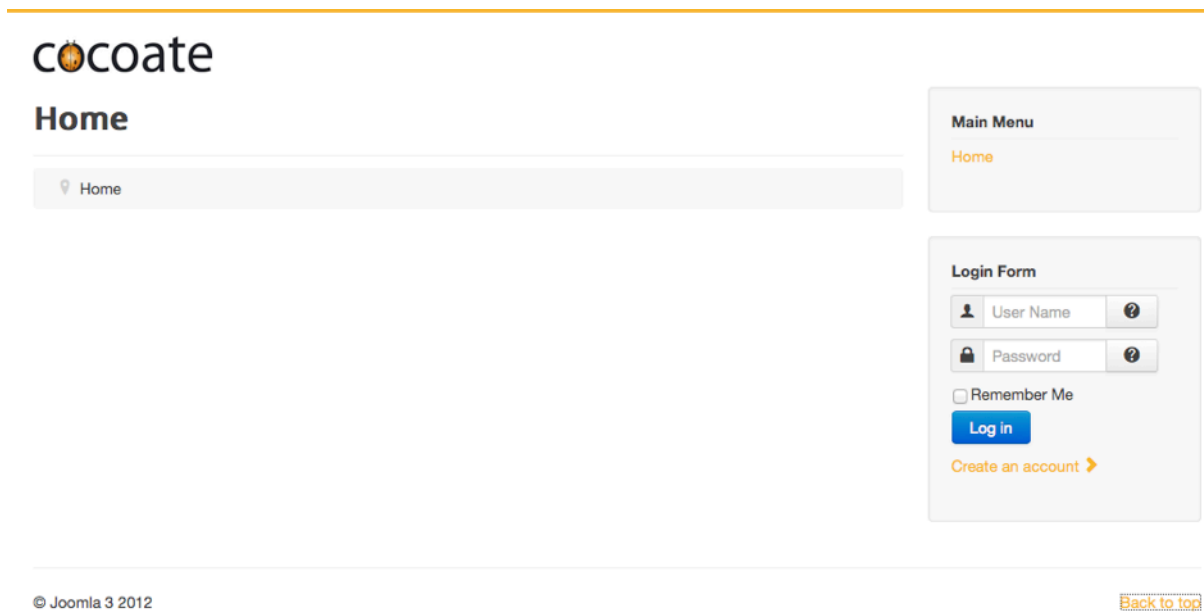 cocoate
Home
Home
Main Menu
Home
Login Form
User Name
Password
Remember Me
Log in
Create an account
© Joomla 3 2012
Back to top